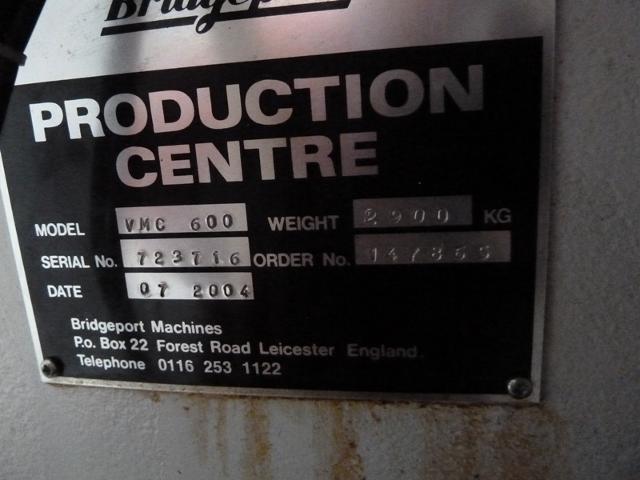 Bridgeport
PRODUCTION
CENTRE
MODEL VMC 600 WEIGHT 2900 KG
SERIAL No. 723716 ORDER No.
DATE 07 2004
Bridgeport Machines
P.o. Box 22 Forest Road Leicester England.
Telephone 0116 253 1122